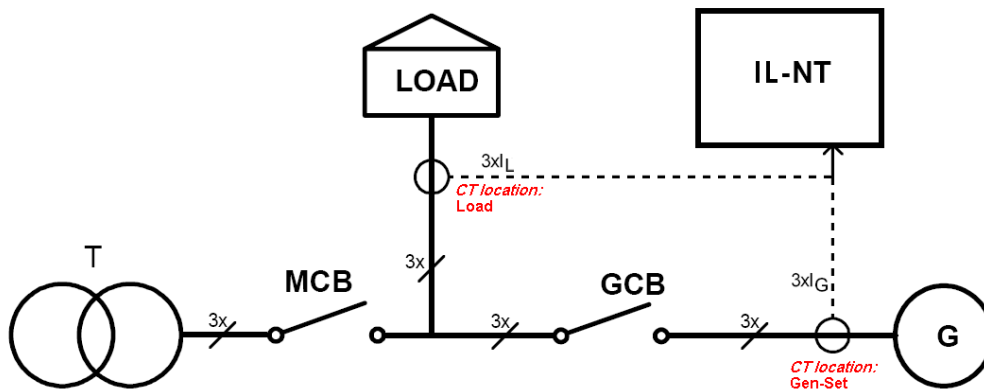 LOAD
IL-NT
3xIL
CT location:
Load
T
3x
MCB
GCB
3xIG
3x
3x
3x
G
CT location:
Gen-Set